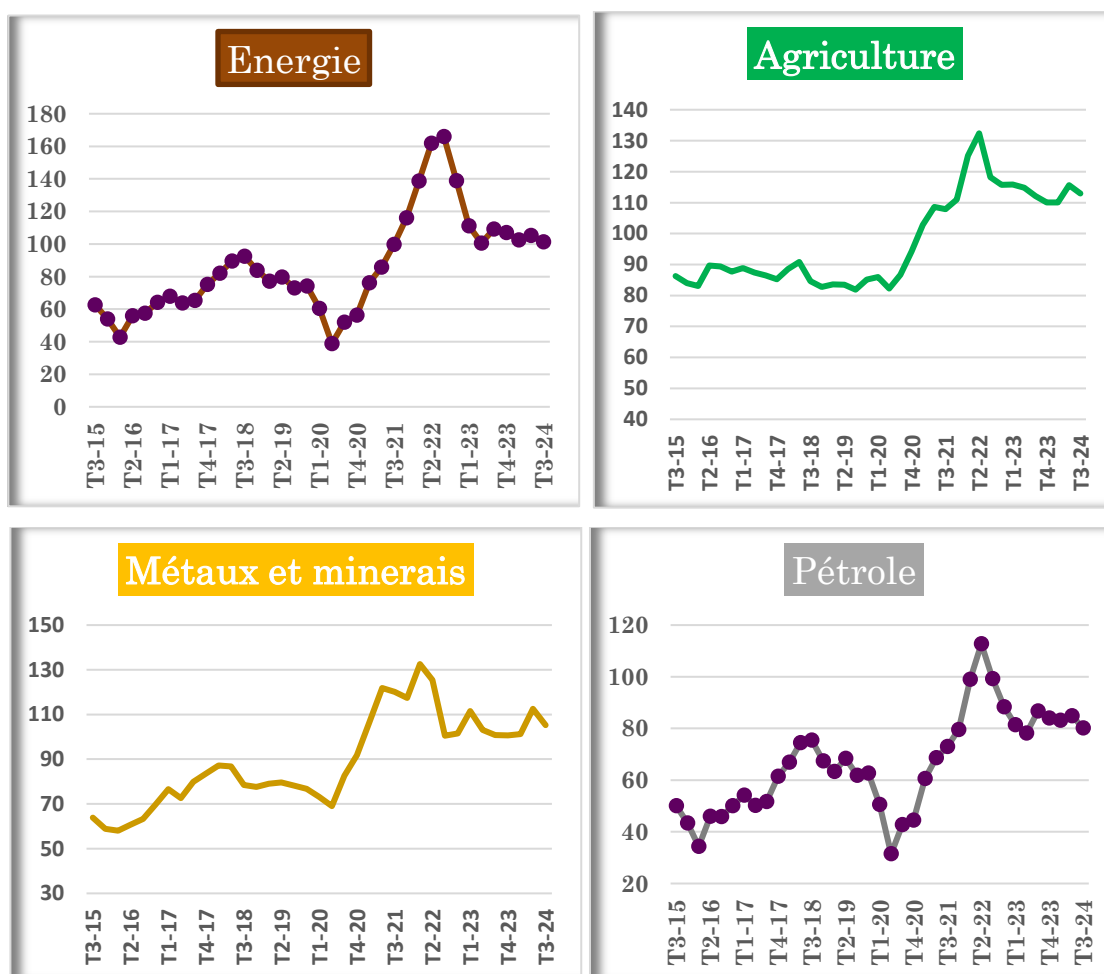 Energie
180
160
140
120
100
80
60
40
20
0
T3-15
T2-16
T1-17
T4-17
T3-18
T2-19
T1-20
T4-20
T3-21
T2-22
T1-23
T4-23
T3-24
Agriculture
140
130
120
110
100
90
80
70
60
50
40
T3-15
T2-16
T1-17
T4-17
T3-18
T2-19
T1-20
T4-20
T3-21
T2-22
T1-23
T4-23
T3-24
Métaux et minerais
150
130
110
90
70
50
30
T3-15
T2-16
T1-17
T4-17
T3-18
T2-19
T1-20
T4-20
T3-21
T2-22
T1-23
T4-23
T3-24
Pétrole
120
100
80
60
40
20
T3-15
T2-16
T1-17
T4-17
T3-18
T2-19
T1-20
T4-20
T3-21
T2-22
T1-23
T4-23
T3-24